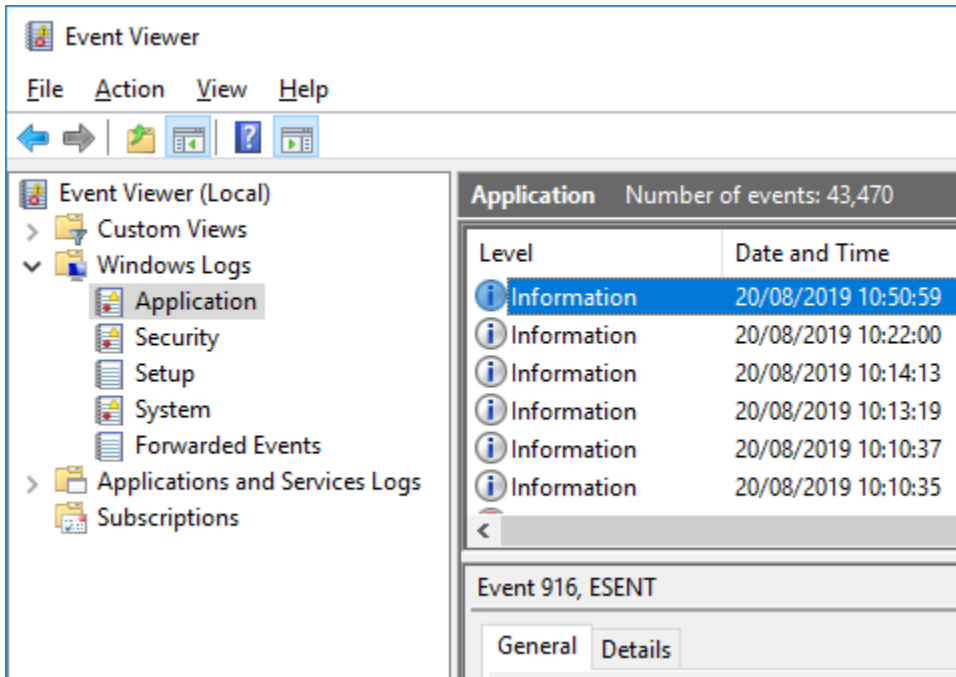 Event Viewer
File Action View Help
Event Viewer (Local)
Custom Views
Windows Logs
Application
Security
Setup
System
Forwarded Events
Applications and Services Logs
Subscriptions
Application Number of events: 43,470
Level Date and Time
Information 20/08/2019 10:50:59
Information 20/08/2019 10:22:00
Information 20/08/2019 10:14:13
Information 20/08/2019 10:13:19
Information 20/08/2019 10:10:37
Information 20/08/2019 10:10:35
Event 916, ESENT
General Details